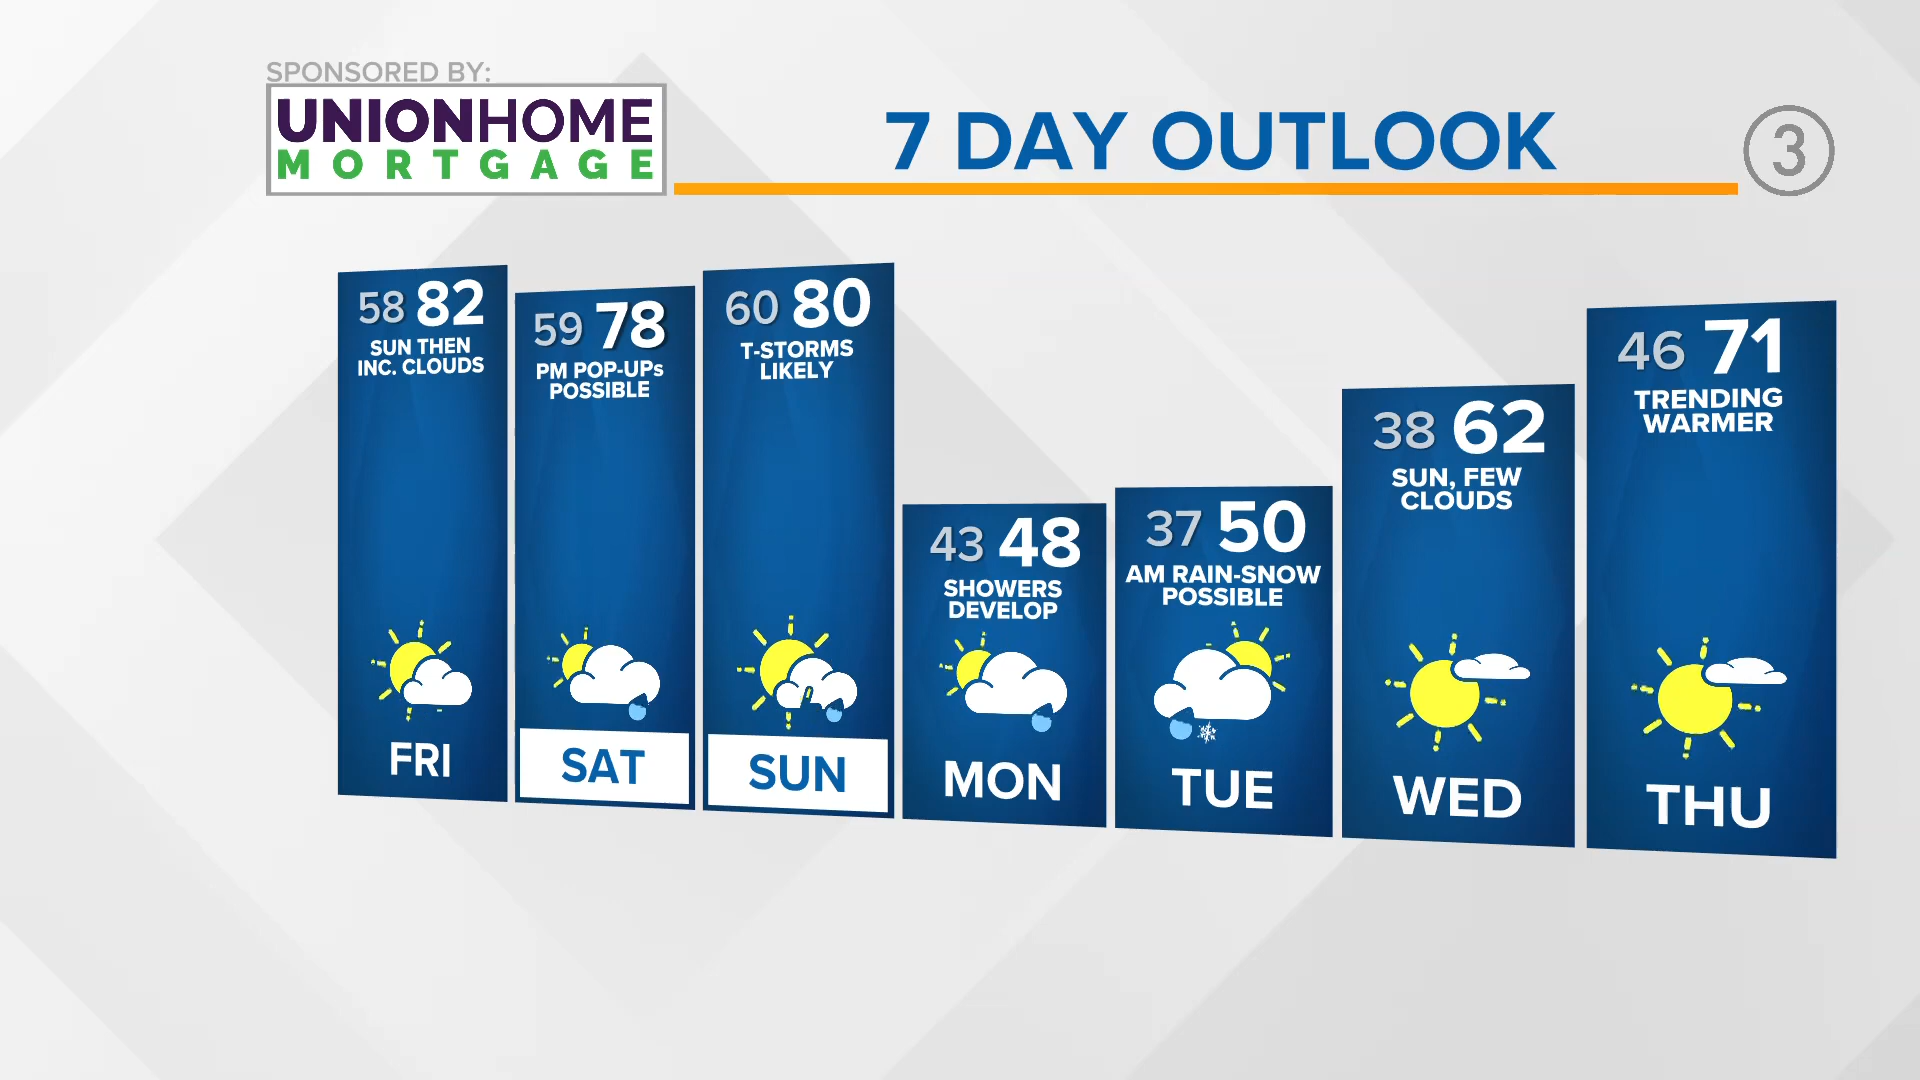 SPONSORED BY:
UNIONHOME
MORTGAGE
7 DAY OUTLOOK
3
58 82
SUN THEN
INC. CLOUDS
FRI
59 78
PM POP-UPs
POSSIBLE
SAT
60 80
T-STORMS
LIKELY
SUN
43 48
SHOWERS
DEVELOP
MON
37 50
AM RAIN-SNOW
POSSIBLE
TUE
38 62
SUN, FEW
CLOUDS
WED
46 71
TRENDING
WARMER
THU